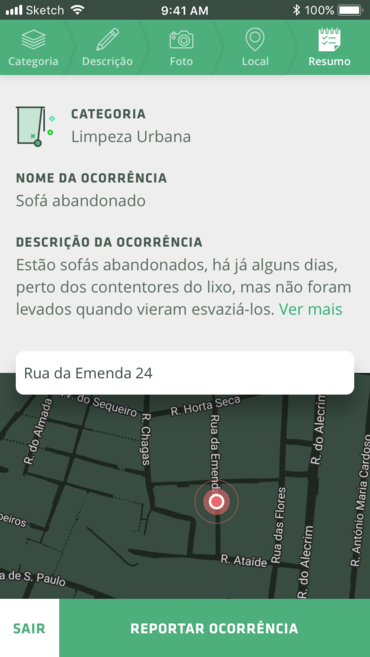 Sketch 9:41 AM 100%
Categoria Descrição Foto Local Resumo
CATEGORIA
Limpeza Urbana
NOME DA OCORRÊNCIA
Sofá abandonado
DESCRIÇÃO DA OCORRÊNCIA
Estão sofás abandonados, há já alguns dias,
perto dos contentores do lixo, mas não foram
levados quando vieram esvaziá-los. Ver mais
Rua da Emenda 24
R. do Almada
V. do Sequeiro
R. Chagas
R. Horta Seca
Rua da Emenda
R. do Alecrim
R. António Maria Cardoso
Rua das Flores
R. Ataíde
R. do Alecrim
a de S. Paulo
SAIR REPORTAR OCORRÊNCIA